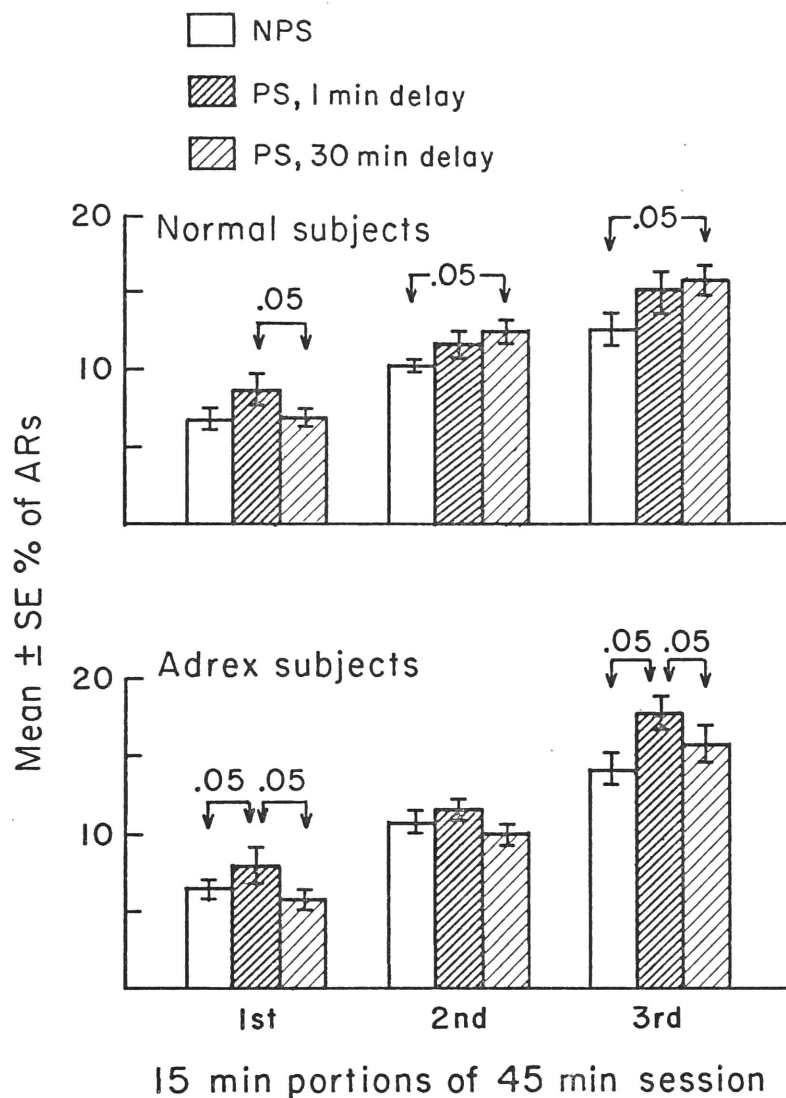 NPS
PS, 1 min delay
PS, 30 min delay
Mean ± SE % of ARs
20
10
Normal subjects
.05
.05
.05
20
10
Adrex subjects
.05 .05
.05 .05
1st 2nd 3rd
15 min portions of 45 min session